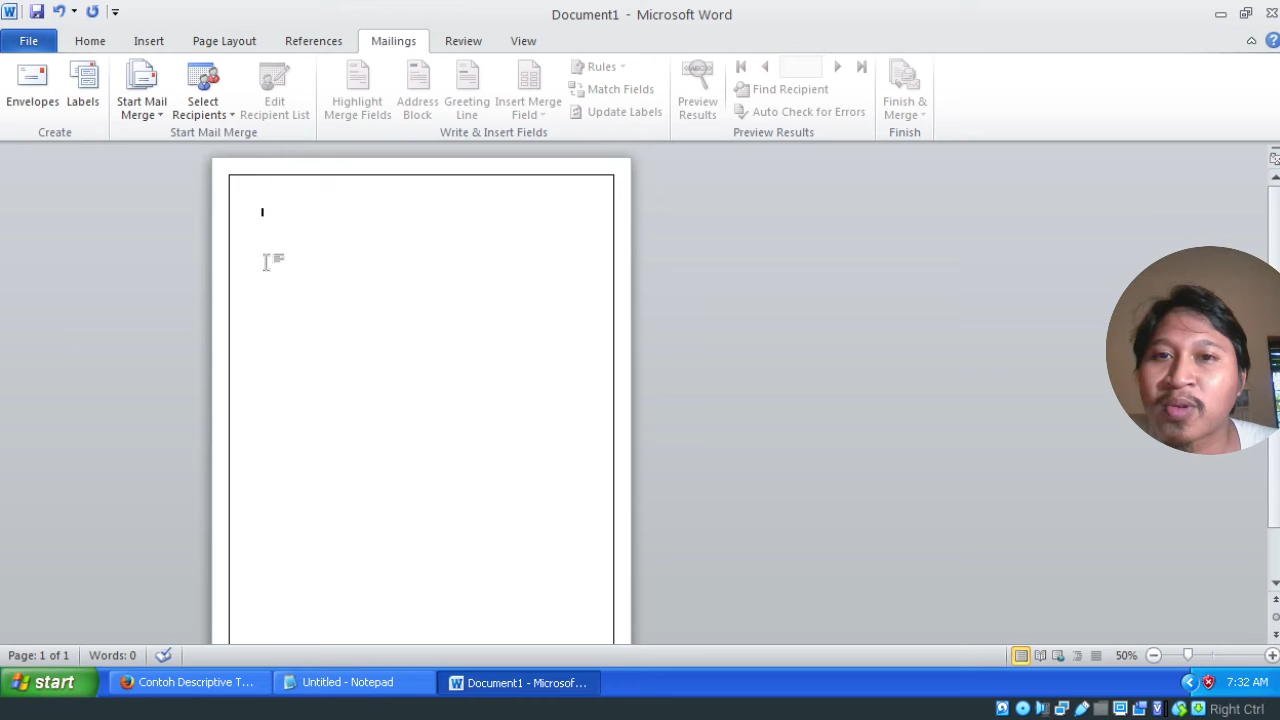 Document1 - Microsoft Word
File Home Insert Page Layout References Mailings Review View
Envelopes Labels Start Mail Merge Select Recipients Edit Recipient List Highlight Merge Fields Address Block Greeting Line Insert Merge Field Rules Match Fields Update Labels Preview Results Find Recipient Auto Check for Errors Finish & Merge
Create Start Mail Merge Write & Insert Fields Preview Results Finish
Page: 1 of 1 Words: 0 50%
start Contoh Descriptive T... Untitled - Notepad Document1 - Microsof... 7:32 AM
Right Ctrl